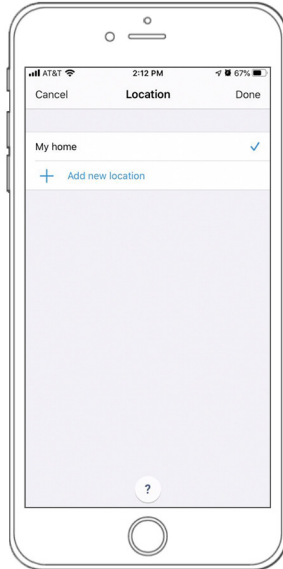 AT&T 2:12 PM 67%
Cancel Location Done
My home
+ Add new location
?